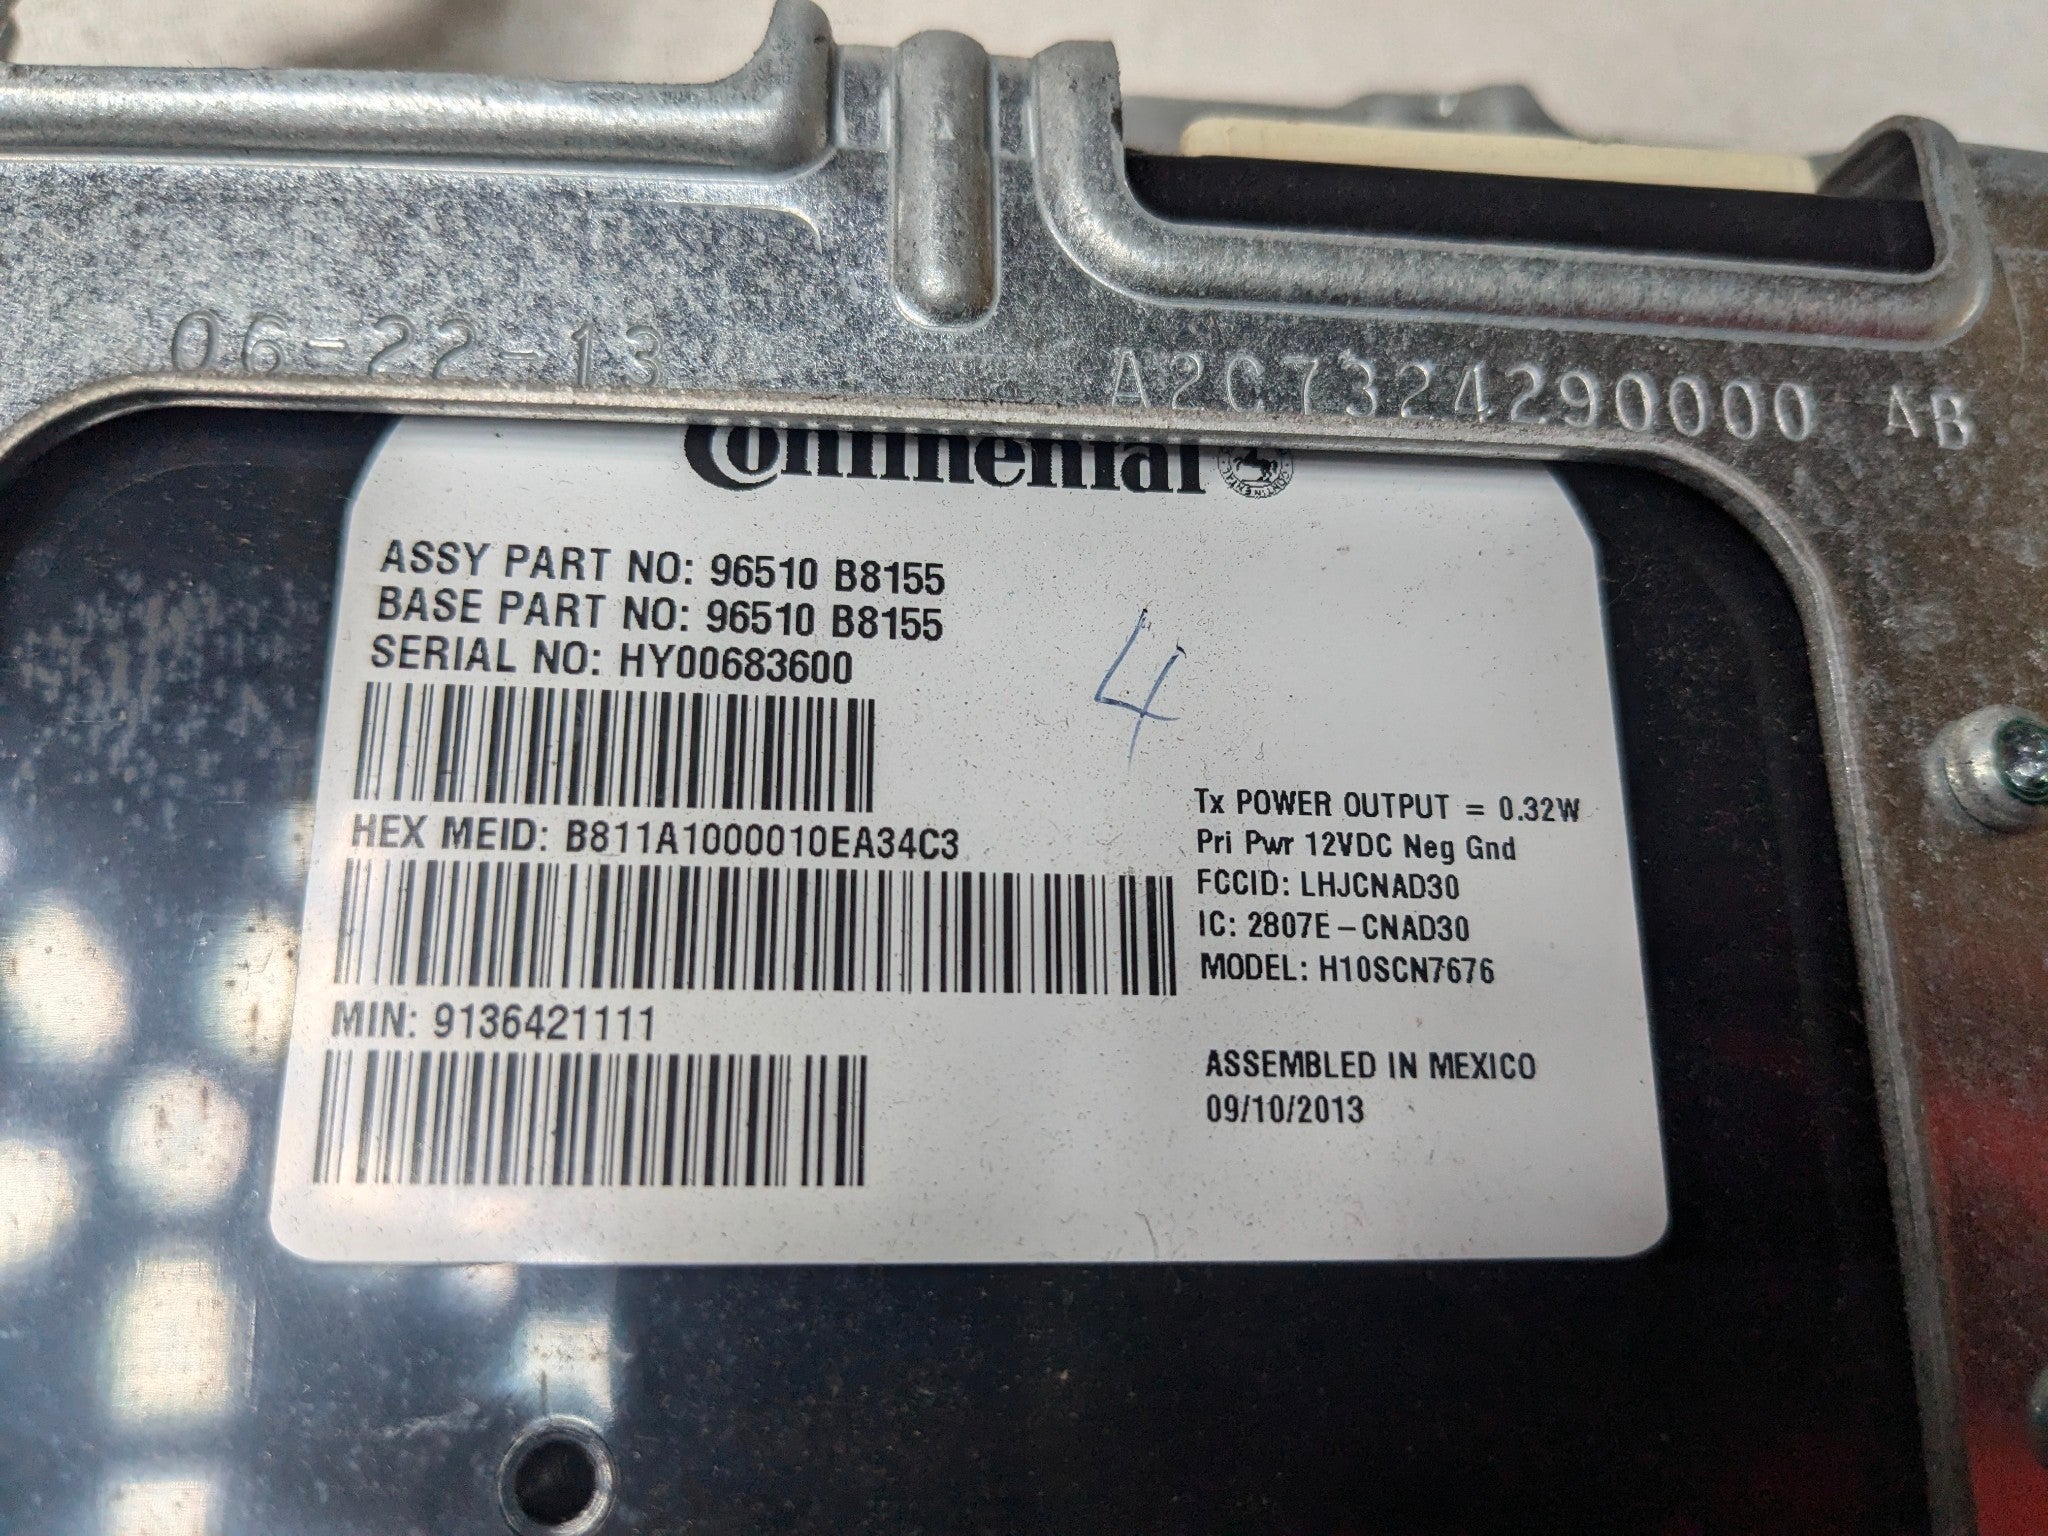 06-22-13
A2C7324290000 AB
Continental
CONTINENTAL
ASSY PART NO: 96510 B8155
BASE PART NO: 96510 B8155
SERIAL NO: HY00683600
4
HEX MEID: B811A1000010EA34C3
Tx POWER OUTPUT = 0.32W
Pri Pwr 12VDC Neg Gnd
FCCID: LHJCNAD30
IC: 2807E-CNAD30
MODEL: H10SCN7676
MIN: 9136421111
ASSEMBLED IN MEXICO
09/10/2013